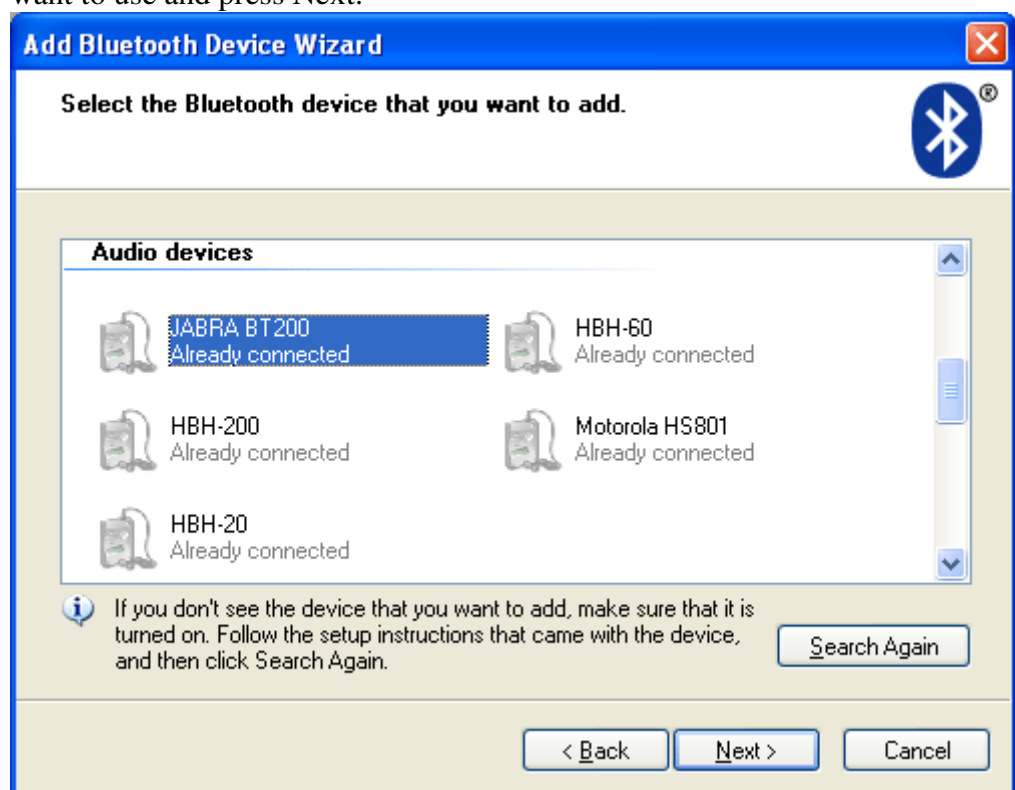 want to use and press Next.
Add Bluetooth Device Wizard
Select the Bluetooth device that you want to add.
®
Audio devices
JABRA BT200
Already connected
HBH-60
Already connected
HBH-200
Already connected
Motorola HS801
Already connected
HBH-20
Already connected
If you don't see the device that you want to add, make sure that it is
turned on. Follow the setup instructions that came with the device,
and then click Search Again.
Search Again
< Back
Next >
Cancel